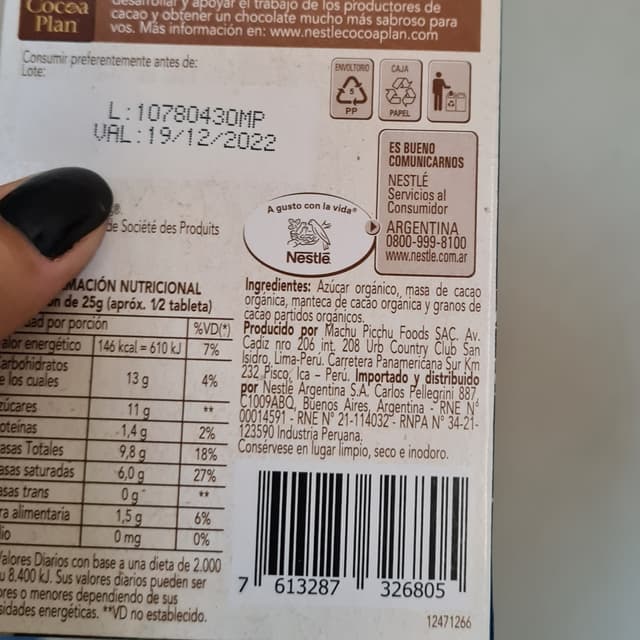 Cocoa
Plan
desarrollar y apoyar el trabajo de los productores de
cacao y obtener un chocolate mucho más sabroso para
vos. Más información en: www.nestlecocoaplan.com
Consumir preferentemente antes de:
Lote:
L:10780430MP
VAL:19/12/2022
ENVOLTORIO
5
PP
CAJA
PAPEL
ES BUENO
COMUNICARNOS
NESTLÉ
Servicios al
Consumidor
ARGENTINA
0800-999-8100
www.nestle.com.ar
A gusto con la vida®
Nestlé
de Société des Produits
MACIÓN NUTRICIONAL
de 25g (apróx. 1/2 tableta)
dad por porción %VD(*)
alor energético 146 kcal = 610 kJ 7%
arbohidratos
e los cuales 13 g 4%
zúcares 11 g **
oteínas 1,4 g 2%
asas Totales 9,8 g 18%
asas saturadas 6,0 g 27%
asas trans 0 g **
ra alimentaria 1,5 g 6%
io 0 mg 0%
alores Diarios con base a una dieta de 2.000
u 8.400 kJ. Sus valores diarios pueden ser
ores o menores dependiendo de sus
sidades energéticas. **VD no establecido.
Ingredientes: Azúcar orgánico, masa de cacao
orgánica, manteca de cacao orgánica y granos de
cacao partidos orgánicos.
Producido por Machu Picchu Foods SAC. Av.
Cadiz nro 206 int. 208 Urp Country Club San
Isidro, Lima-Perú. Carretera Panamericana Sur Km
232 Pisco, Ica – Perú. Importado y distribuido
por Nestlé Argentina S.A. Carlos Pellegrini 887
C1009ABQ, Buenos Aires, Argentina - RNE N°
00014591 - RNE N° 21-114032 - RNPA N° 34-21-
123590 Industria Peruana.
Consérvese en lugar limpio, seco e inodoro.
7 613287 326805
12471266